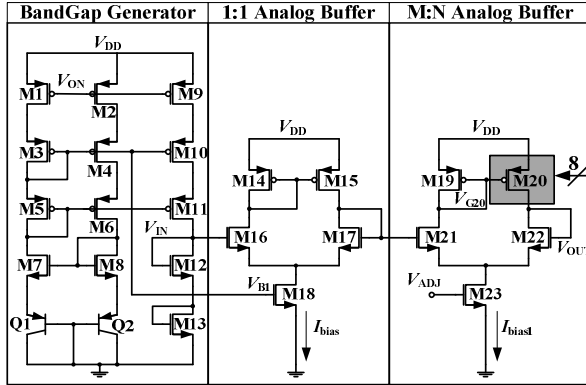 BandGap Generator
1:1 Analog Buffer
M:N Analog Buffer
VDD
VON
M1
M2
M9
M3
M4
M10
M5
M6
M11
VIN
M7
M8
M12
M13
Q1
Q2
VDD
M14
M15
M16
M17
VB1
M18
Ibias
VDD
M19
M20
8
VG20
M21
M22
VOUT
VADJ
M23
Ibias1